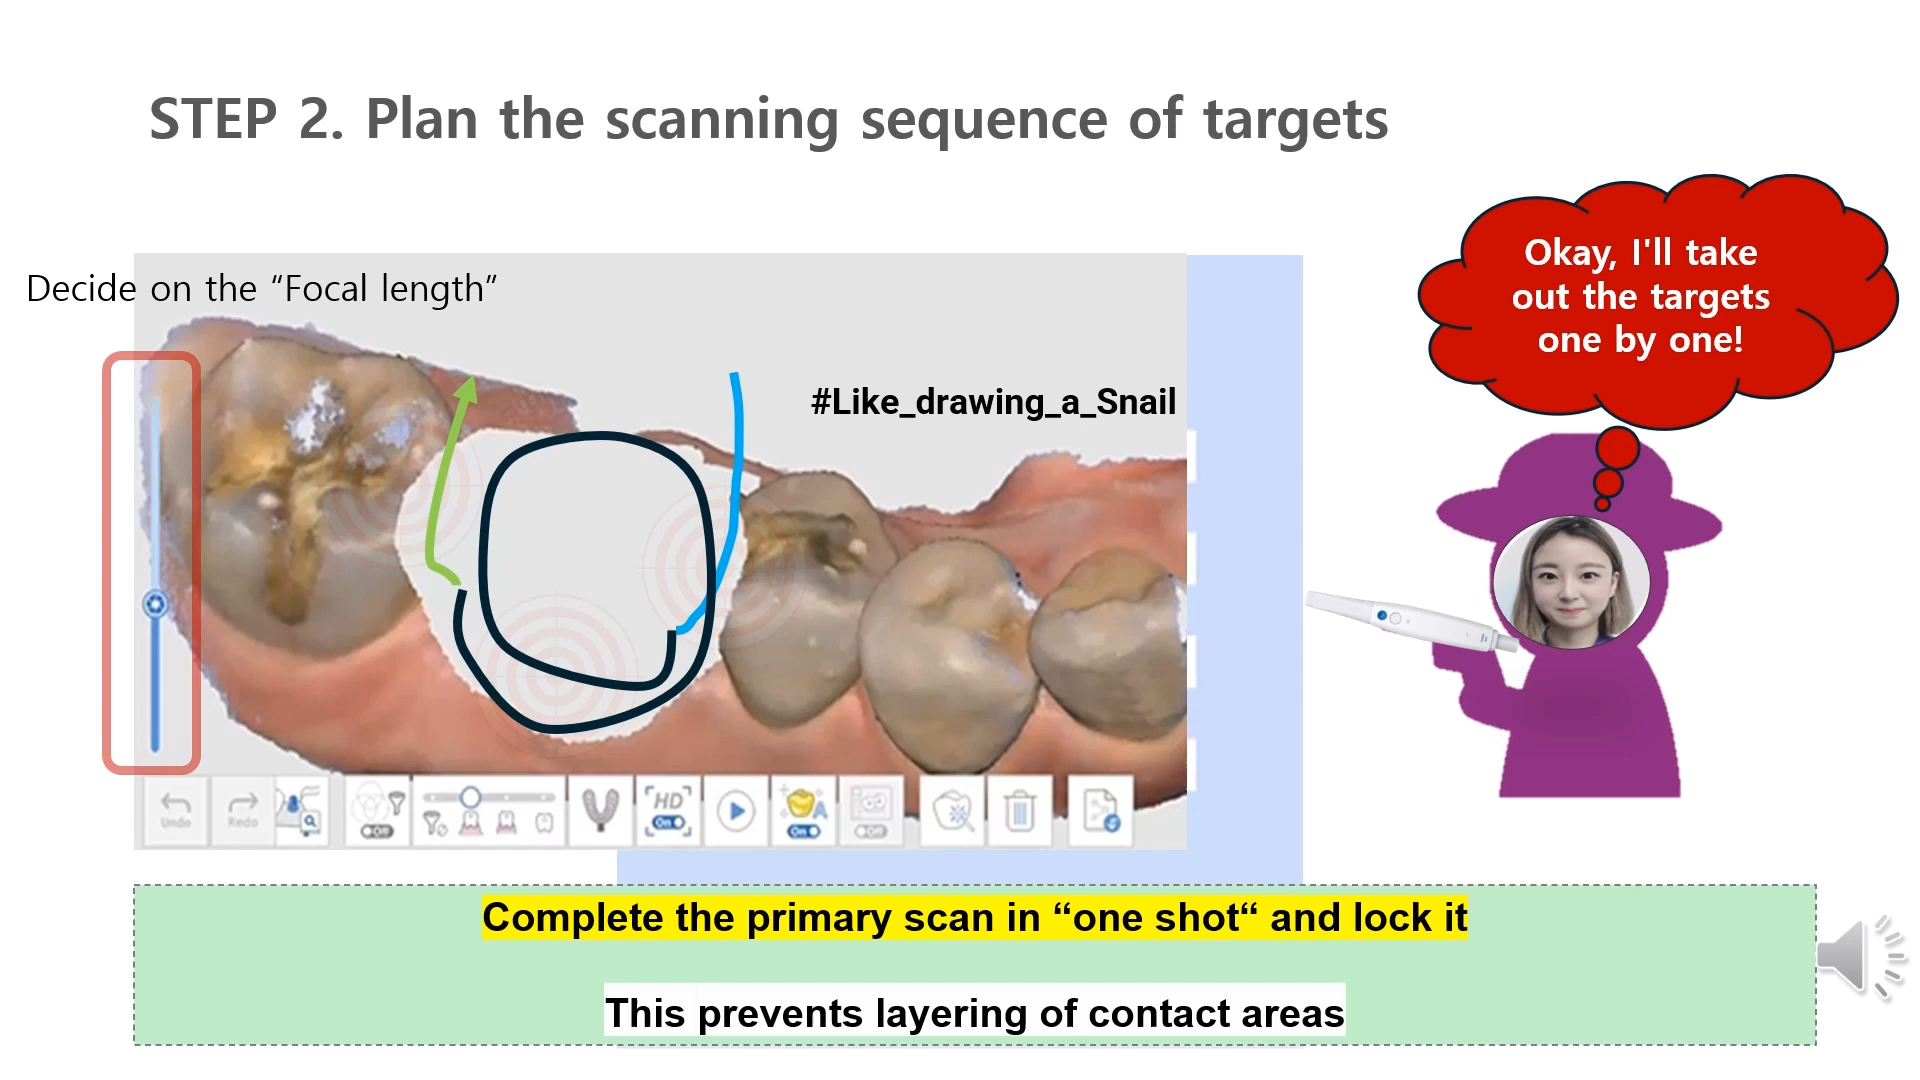 STEP 2. Plan the scanning sequence of targets
Decide on the “Focal length”
#Like_drawing_a_Snail
Okay, I'll take
out the targets
one by one!
Undo
Redo
Off
HD
On
A
On
Off
Complete the primary scan in “one shot“ and lock it
This prevents layering of contact areas